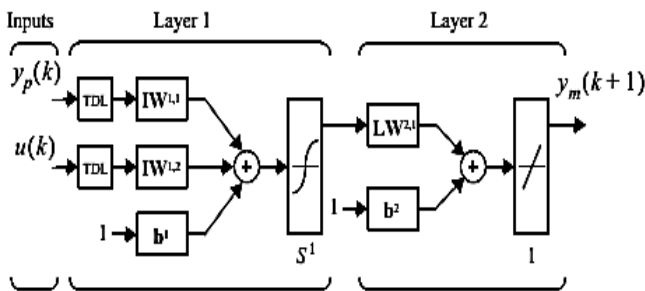 Inputs Layer 1 Layer 2
y_p(k) y_m(k+1)
TDL IW^{1,1} LW^{2,1}
u(k)
TDL IW^{1,2}
1 b^1 1 b^2
S^1 1